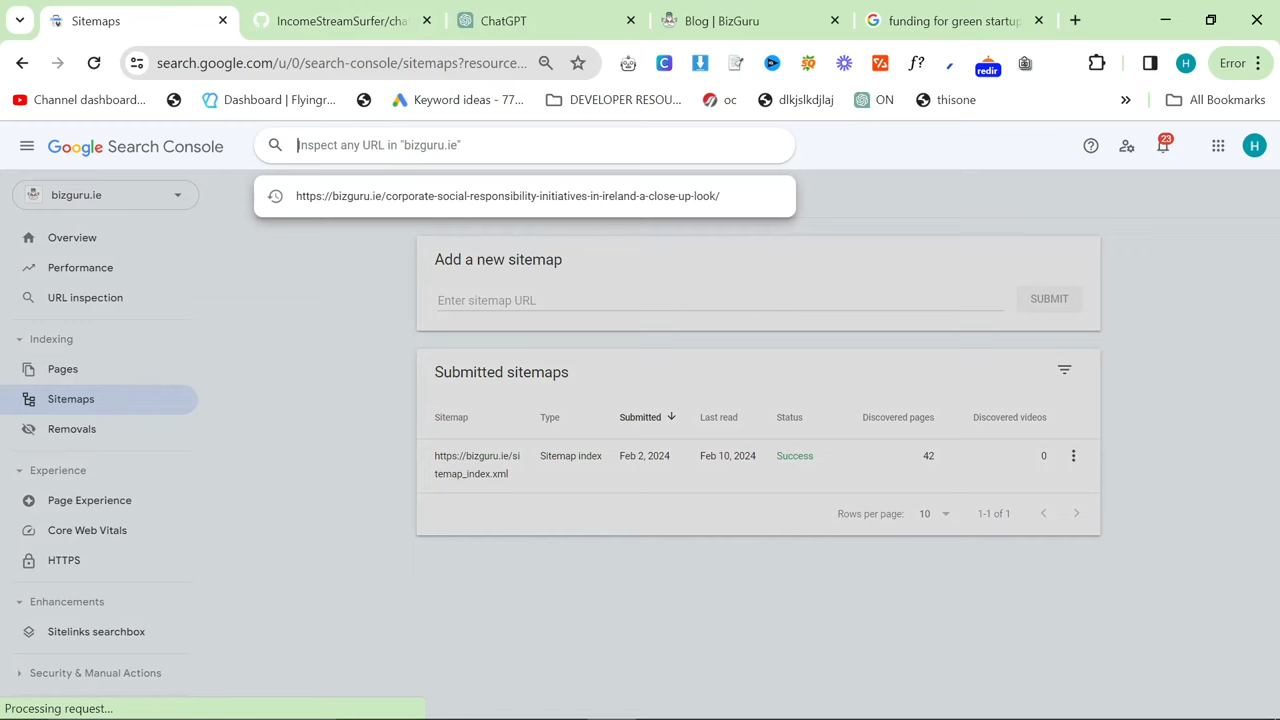 Sitemaps
IncomeStreamSurfer/cha
ChatGPT
Blog | BizGuru
funding for green startup
search.google.com/u/0/search-console/sitemaps?resource...
f?
redir
H
Error
Channel dashboard...
Dashboard | Flyingr...
Keyword ideas - 77...
DEVELOPER RESOU...
oc
dlkjslkdjlaj
ON
thisone
All Bookmarks
Google Search Console
Inspect any URL in "bizguru.ie"
23
H
bizguru.ie
https://bizguru.ie/corporate-social-responsibility-initiatives-in-ireland-a-close-up-look/
Overview
Performance
URL inspection
Indexing
Pages
Sitemaps
Removals
Experience
Page Experience
Core Web Vitals
HTTPS
Enhancements
Sitelinks searchbox
Security & Manual Actions
Add a new sitemap
Enter sitemap URL
SUBMIT
Submitted sitemaps
Sitemap Type Submitted Last read Status Discovered pages Discovered videos
https://bizguru.ie/si Sitemap index Feb 2, 2024 Feb 10, 2024 Success 42 0
temap_index.xml
Rows per page: 10 1-1 of 1
Processing request...